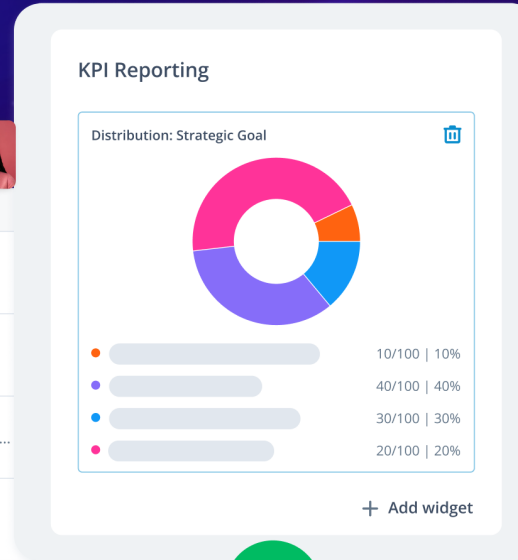 KPI Reporting
Distribution: Strategic Goal
10/100 | 10%
40/100 | 40%
30/100 | 30%
20/100 | 20%
...
+ Add widget